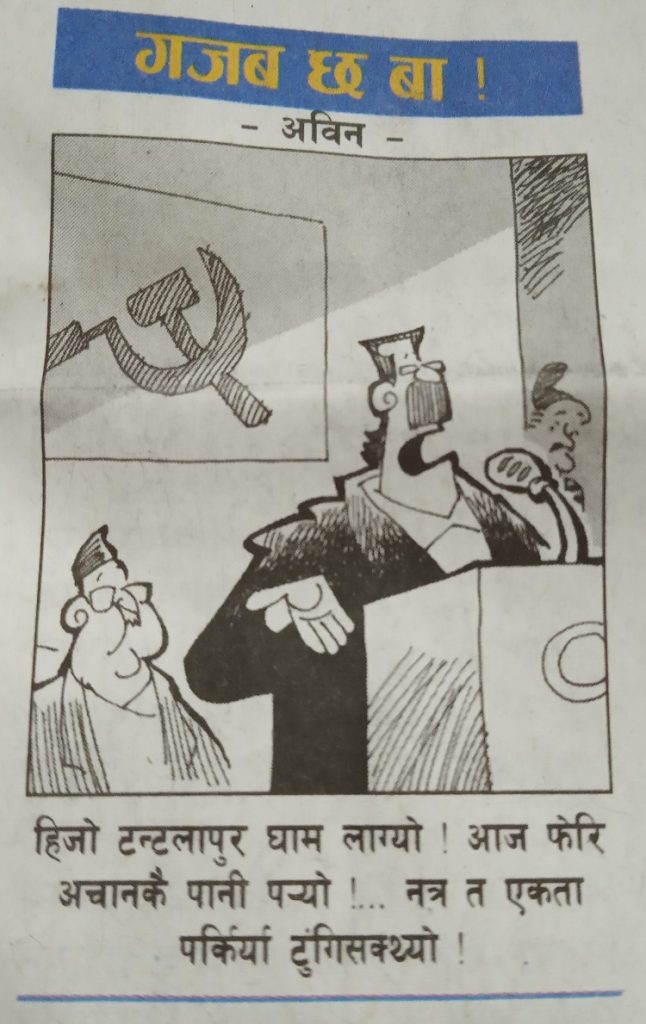 गजब छ बा !
- अविन -
हिजो टन्टलापुर घाम लाग्यो ! आज फेरि
अचानकै पानी पऱ्यो !... नत्र त एकता
पर्किर्या टुंगिसक्थ्यो !